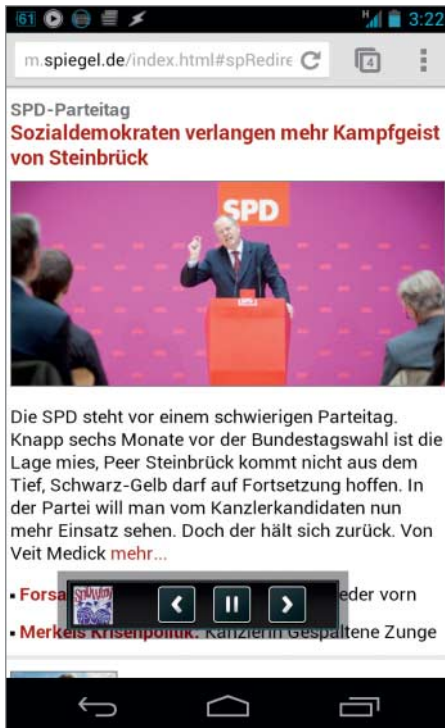 61
H
3:22
m.spiegel.de/index.html#spRedire
4
SPD-Parteitag
Sozialdemokraten verlangen mehr Kampfgeist
von Steinbrück
SPD
Die SPD steht vor einem schwierigen Parteitag.
Knapp sechs Monate vor der Bundestagswahl ist die
Lage mies, Peer Steinbrück kommt nicht aus dem
Tief, Schwarz-Gelb darf auf Fortsetzung hoffen. In
der Partei will man vom Kanzlerkandidaten nun
mehr Einsatz sehen. Doch der hält sich zurück. Von
Veit Medick mehr...
Forsa eder vorn
Merkels Krisenpolitik: Kanzlerin Gespaltene Zunge